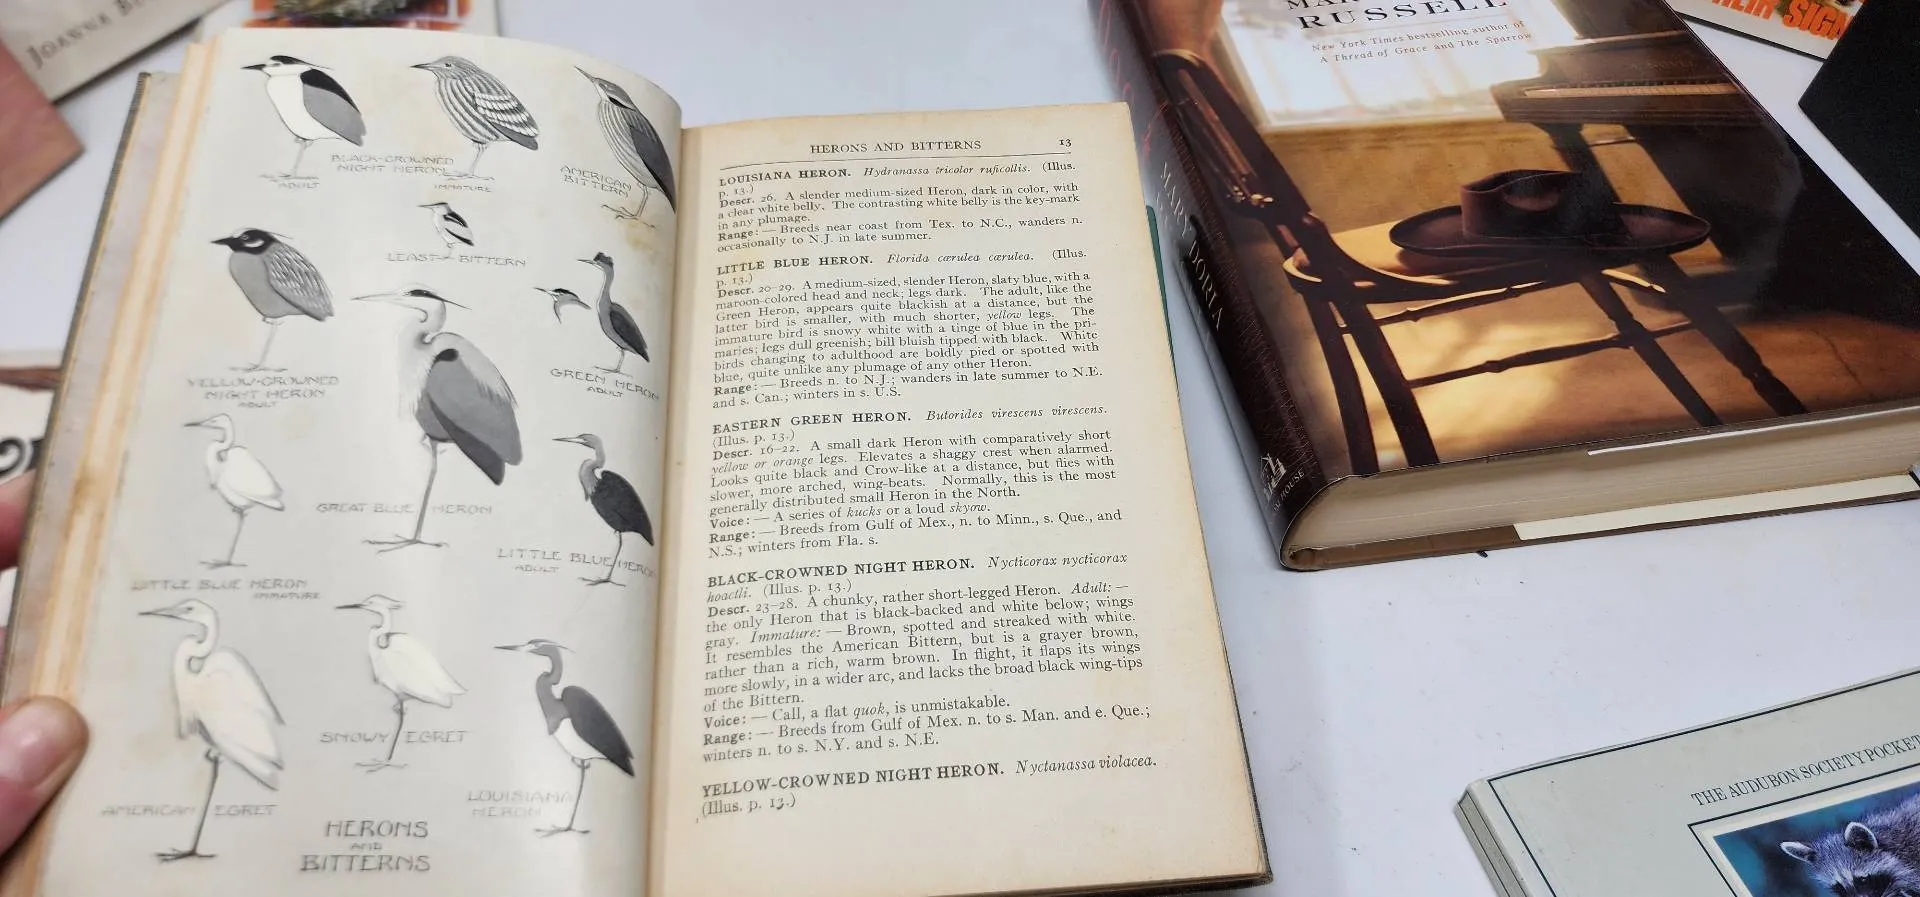 JOANNA
BLACK-CROWNED
NIGHT HERON
ADULT
IMMATURE
AMERICAN
BITTERN
LEAST BITTERN
YELLOW-CROWNED
NIGHT HERON
ADULT
GREEN HERON
ADULT
GREAT BLUE HERON
LITTLE BLUE HERON
ADULT
LITTLE BLUE HERON
IMMATURE
AMERICAN EGRET
SNOWY EGRET
LOUISIANA
HERON
HERONS
AND
BITTERNS
HERONS AND BITTERNS 13
LOUISIANA HERON. Hydranassa tricolor ruficollis. (Illus.
p. 13.)
Descr. 26. A slender medium-sized Heron, dark in color, with
a clear white belly. The contrasting white belly is the key-mark
in any plumage.
Range: — Breeds near coast from Tex. to N.C., wanders n.
occasionally to N.J. in late summer.
LITTLE BLUE HERON. Florida cærulea cærulea. (Illus.
p. 13.)
Descr. 20-29. A medium-sized, slender Heron, slaty blue, with a
maroon-colored head and neck; legs dark. The adult, like the
Green Heron, appears quite blackish at a distance, but the
latter bird is smaller, with much shorter, yellow legs. The
immature bird is snowy white with a tinge of blue in the pri-
maries; legs dull greenish; bill bluish tipped with black. White
birds changing to adulthood are boldly pied or spotted with
blue, quite unlike any plumage of any other Heron.
Range: — Breeds n. to N.J.; wanders in late summer to N.E.
and s. Can.; winters in s. U.S.
EASTERN GREEN HERON. Butorides virescens virescens.
(Illus. p. 13.)
Descr. 16-22. A small dark Heron with comparatively short
yellow or orange legs. Elevates a shaggy crest when alarmed.
Looks quite black and Crow-like at a distance, but flies with
slower, more arched, wing-beats. Normally, this is the most
generally distributed small Heron in the North.
Voice: — A series of kucks or a loud skyow.
Range: — Breeds from Gulf of Mex., n. to Minn., s. Que., and
N.S.; winters from Fla. s.
BLACK-CROWNED NIGHT HERON. Nycticorax nycticorax
hoactli. (Illus. p. 13.)
Descr. 23-28. A chunky, rather short-legged Heron. Adult: —
the only Heron that is black-backed and white below; wings
gray. Immature: — Brown, spotted and streaked with white.
It resembles the American Bittern, but is a grayer brown,
rather than a rich, warm brown. In flight, it flaps its wings
more slowly, in a wider arc, and lacks the broad black wing-tips
of the Bittern.
Voice: — Call, a flat quok, is unmistakable.
Range: — Breeds from Gulf of Mex. n. to s. Man. and e. Que.;
winters n. to s. N.Y. and s. N.E.
YELLOW-CROWNED NIGHT HERON. Nyctanassa violacea.
(Illus. p. 13.)
RUSSELL
New York Times bestselling author of
A Thread of Grace and The Sparrow
A NOVEL
MARY DORIA
HEIR SIGN
THE AUDUBON SOCIETY POCKET